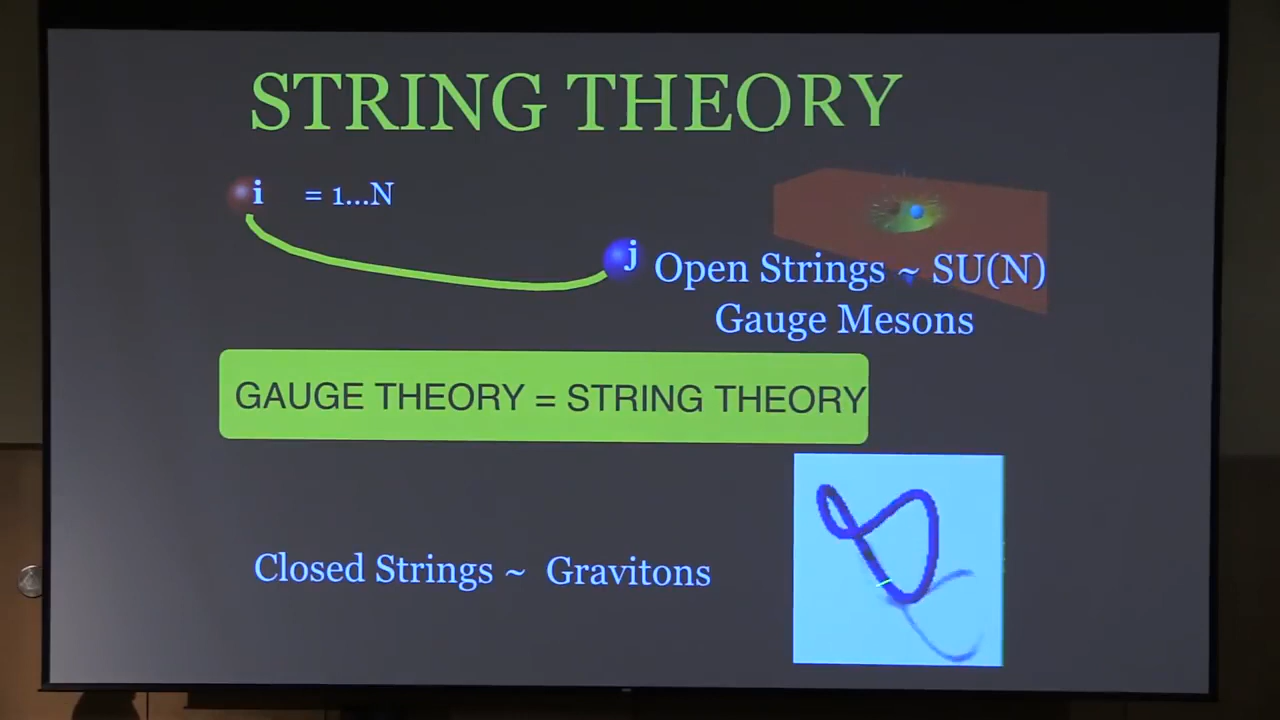 STRING THEORY
i = 1...N
j
Open Strings ~ SU(N)
Gauge Mesons
GAUGE THEORY = STRING THEORY
Closed Strings ~ Gravitons